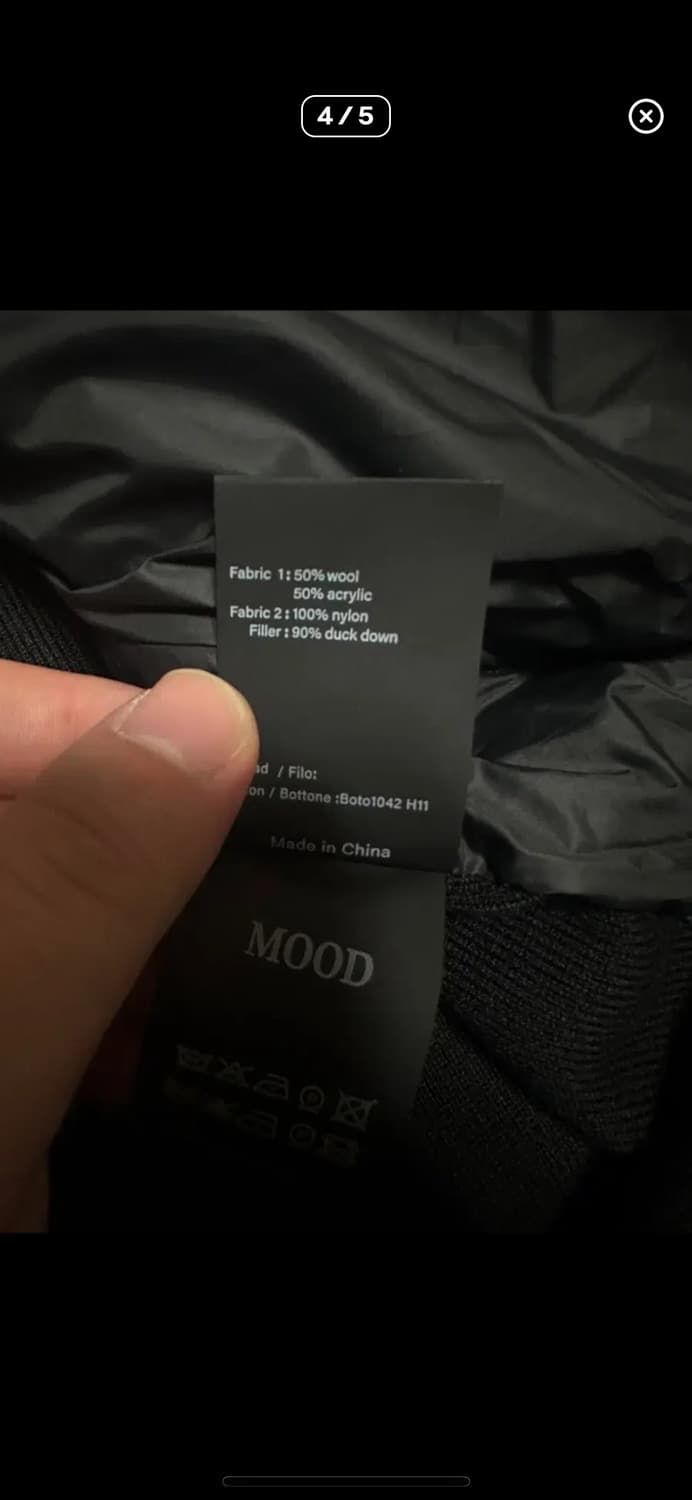 4/5
Fabric 1: 50% wool
50% acrylic
Fabric 2 : 100% nylon
Filler : 90% duck down
/ Filo:
/ Bottone :Boto1042 H11
Made in China
MOOD